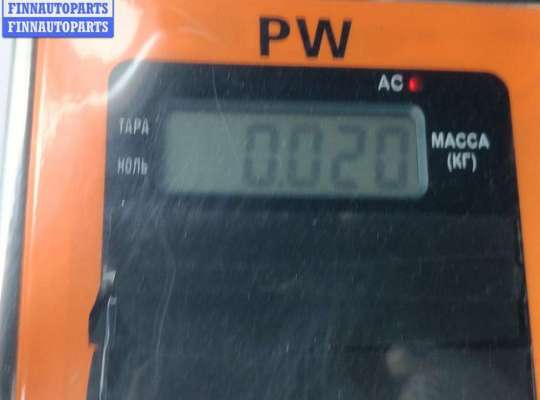 FINNAUTOPARTS
FINNAUTOPARTS
PW
AC
ТАРА
НОЛЬ
0.020
МАССА
(КГ)